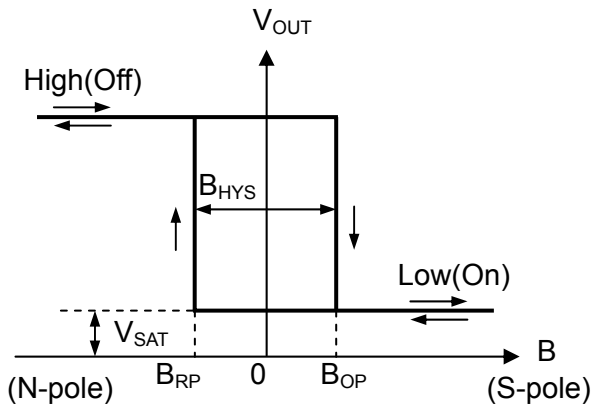 VOUT
High(Off)
BHYS
Low(On)
VSAT
B
(N-pole) BRP 0 BOP (S-pole)